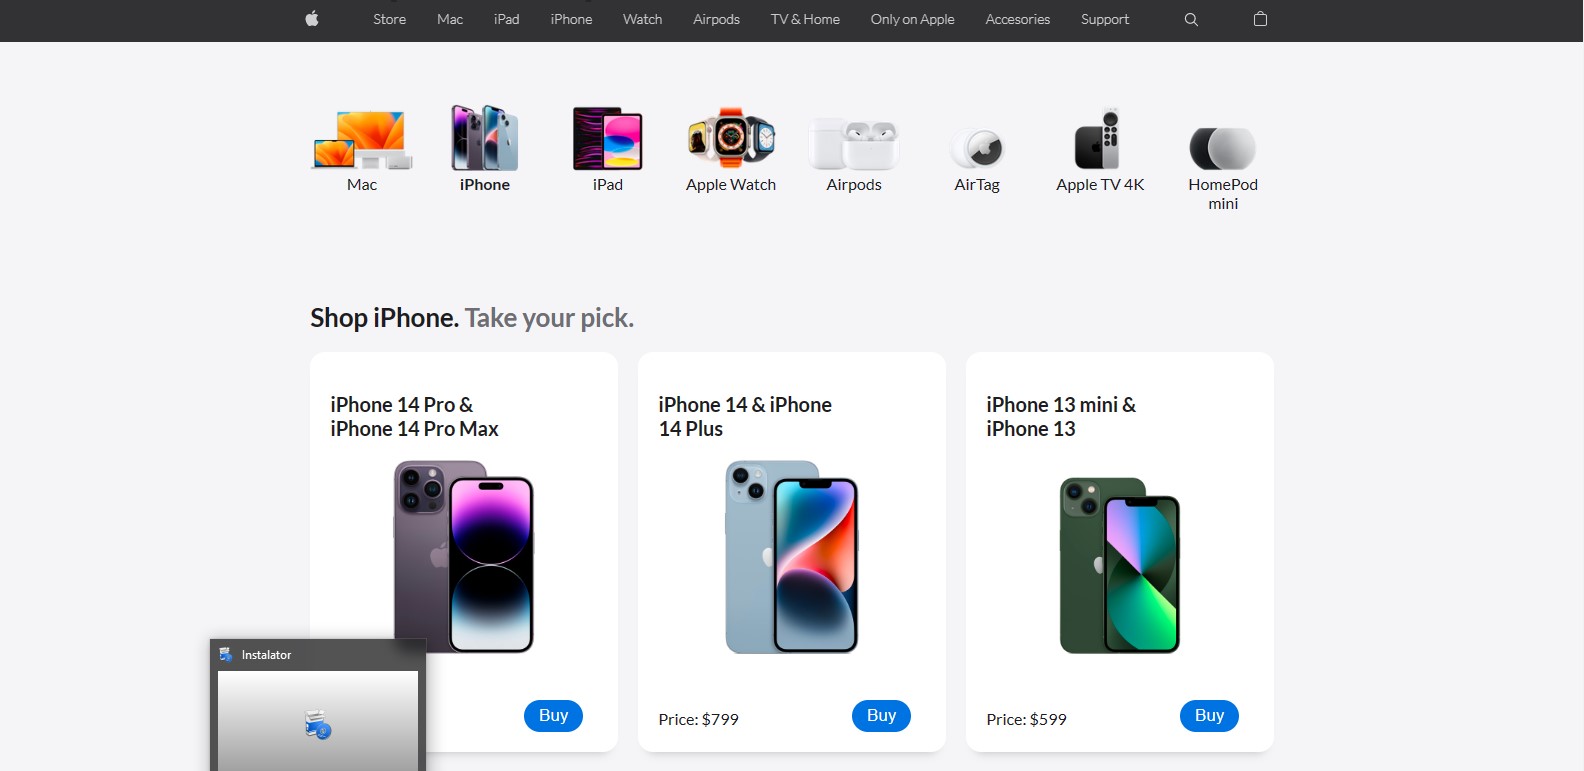 Store Mac iPad iPhone Watch Airpods TV & Home Only on Apple Accesories Support
Mac iPhone iPad Apple Watch Airpods AirTag Apple TV 4K HomePod
mini
Shop iPhone. Take your pick.
iPhone 14 Pro &
iPhone 14 Pro Max
iPhone 14 & iPhone
14 Plus
iPhone 13 mini &
iPhone 13
Instalator
Buy
Price: $799 Buy
Price: $599 Buy